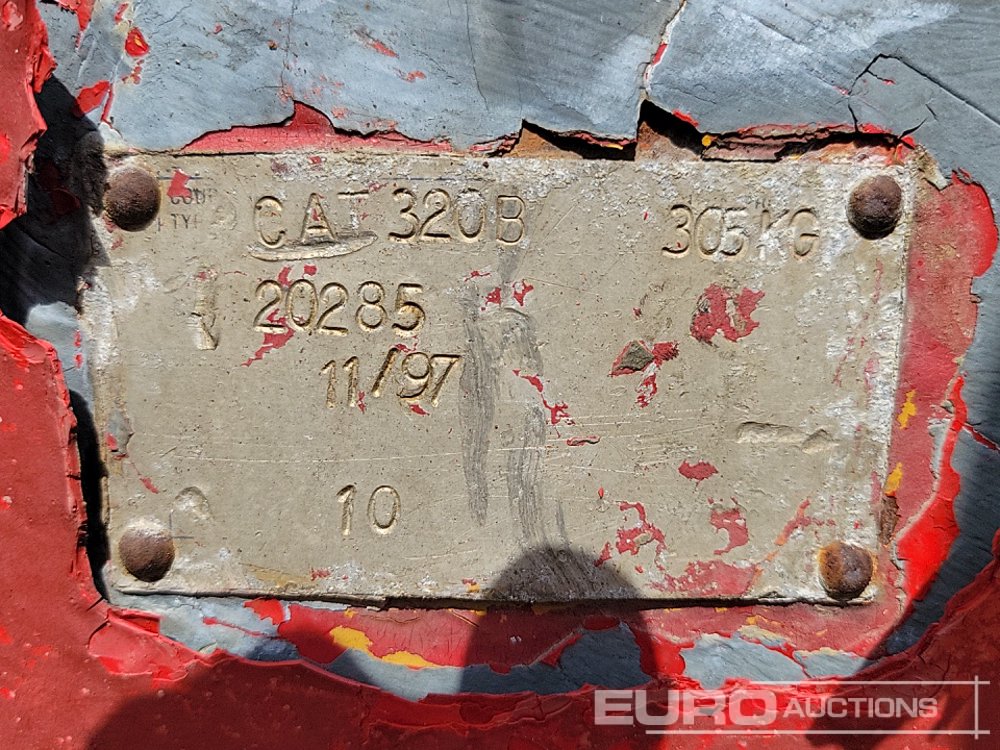 CAT 320B 305KG
20285
11/97
10
EURO AUCTIONS